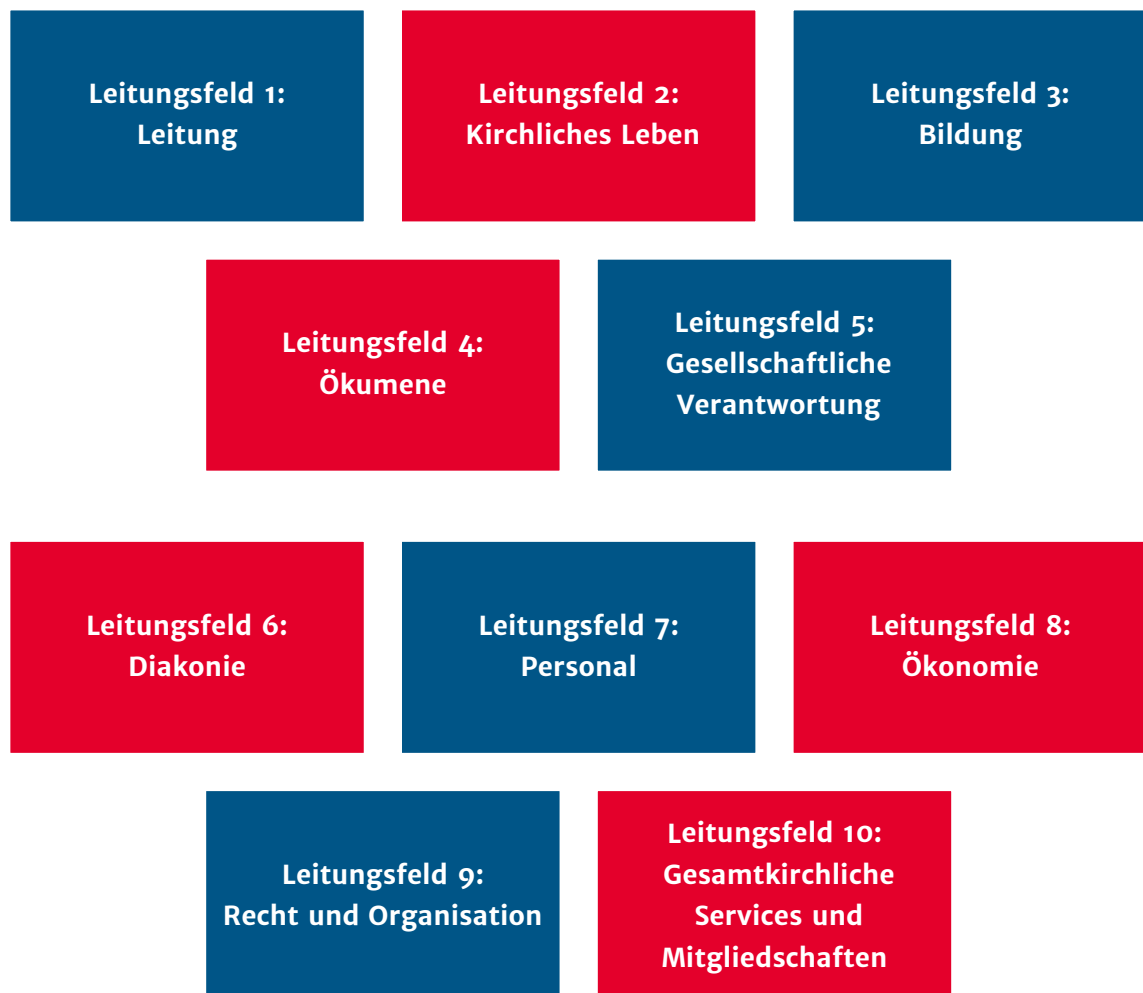 Leitungsfeld 1:
Leitung
Leitungsfeld 2:
Kirchliches Leben
Leitungsfeld 3:
Bildung
Leitungsfeld 4:
Ökumene
Leitungsfeld 5:
Gesellschaftliche
Verantwortung
Leitungsfeld 6:
Diakonie
Leitungsfeld 7:
Personal
Leitungsfeld 8:
Ökonomie
Leitungsfeld 9:
Recht und Organisation
Leitungsfeld 10:
Gesamtkirchliche
Services und
Mitgliedschaften